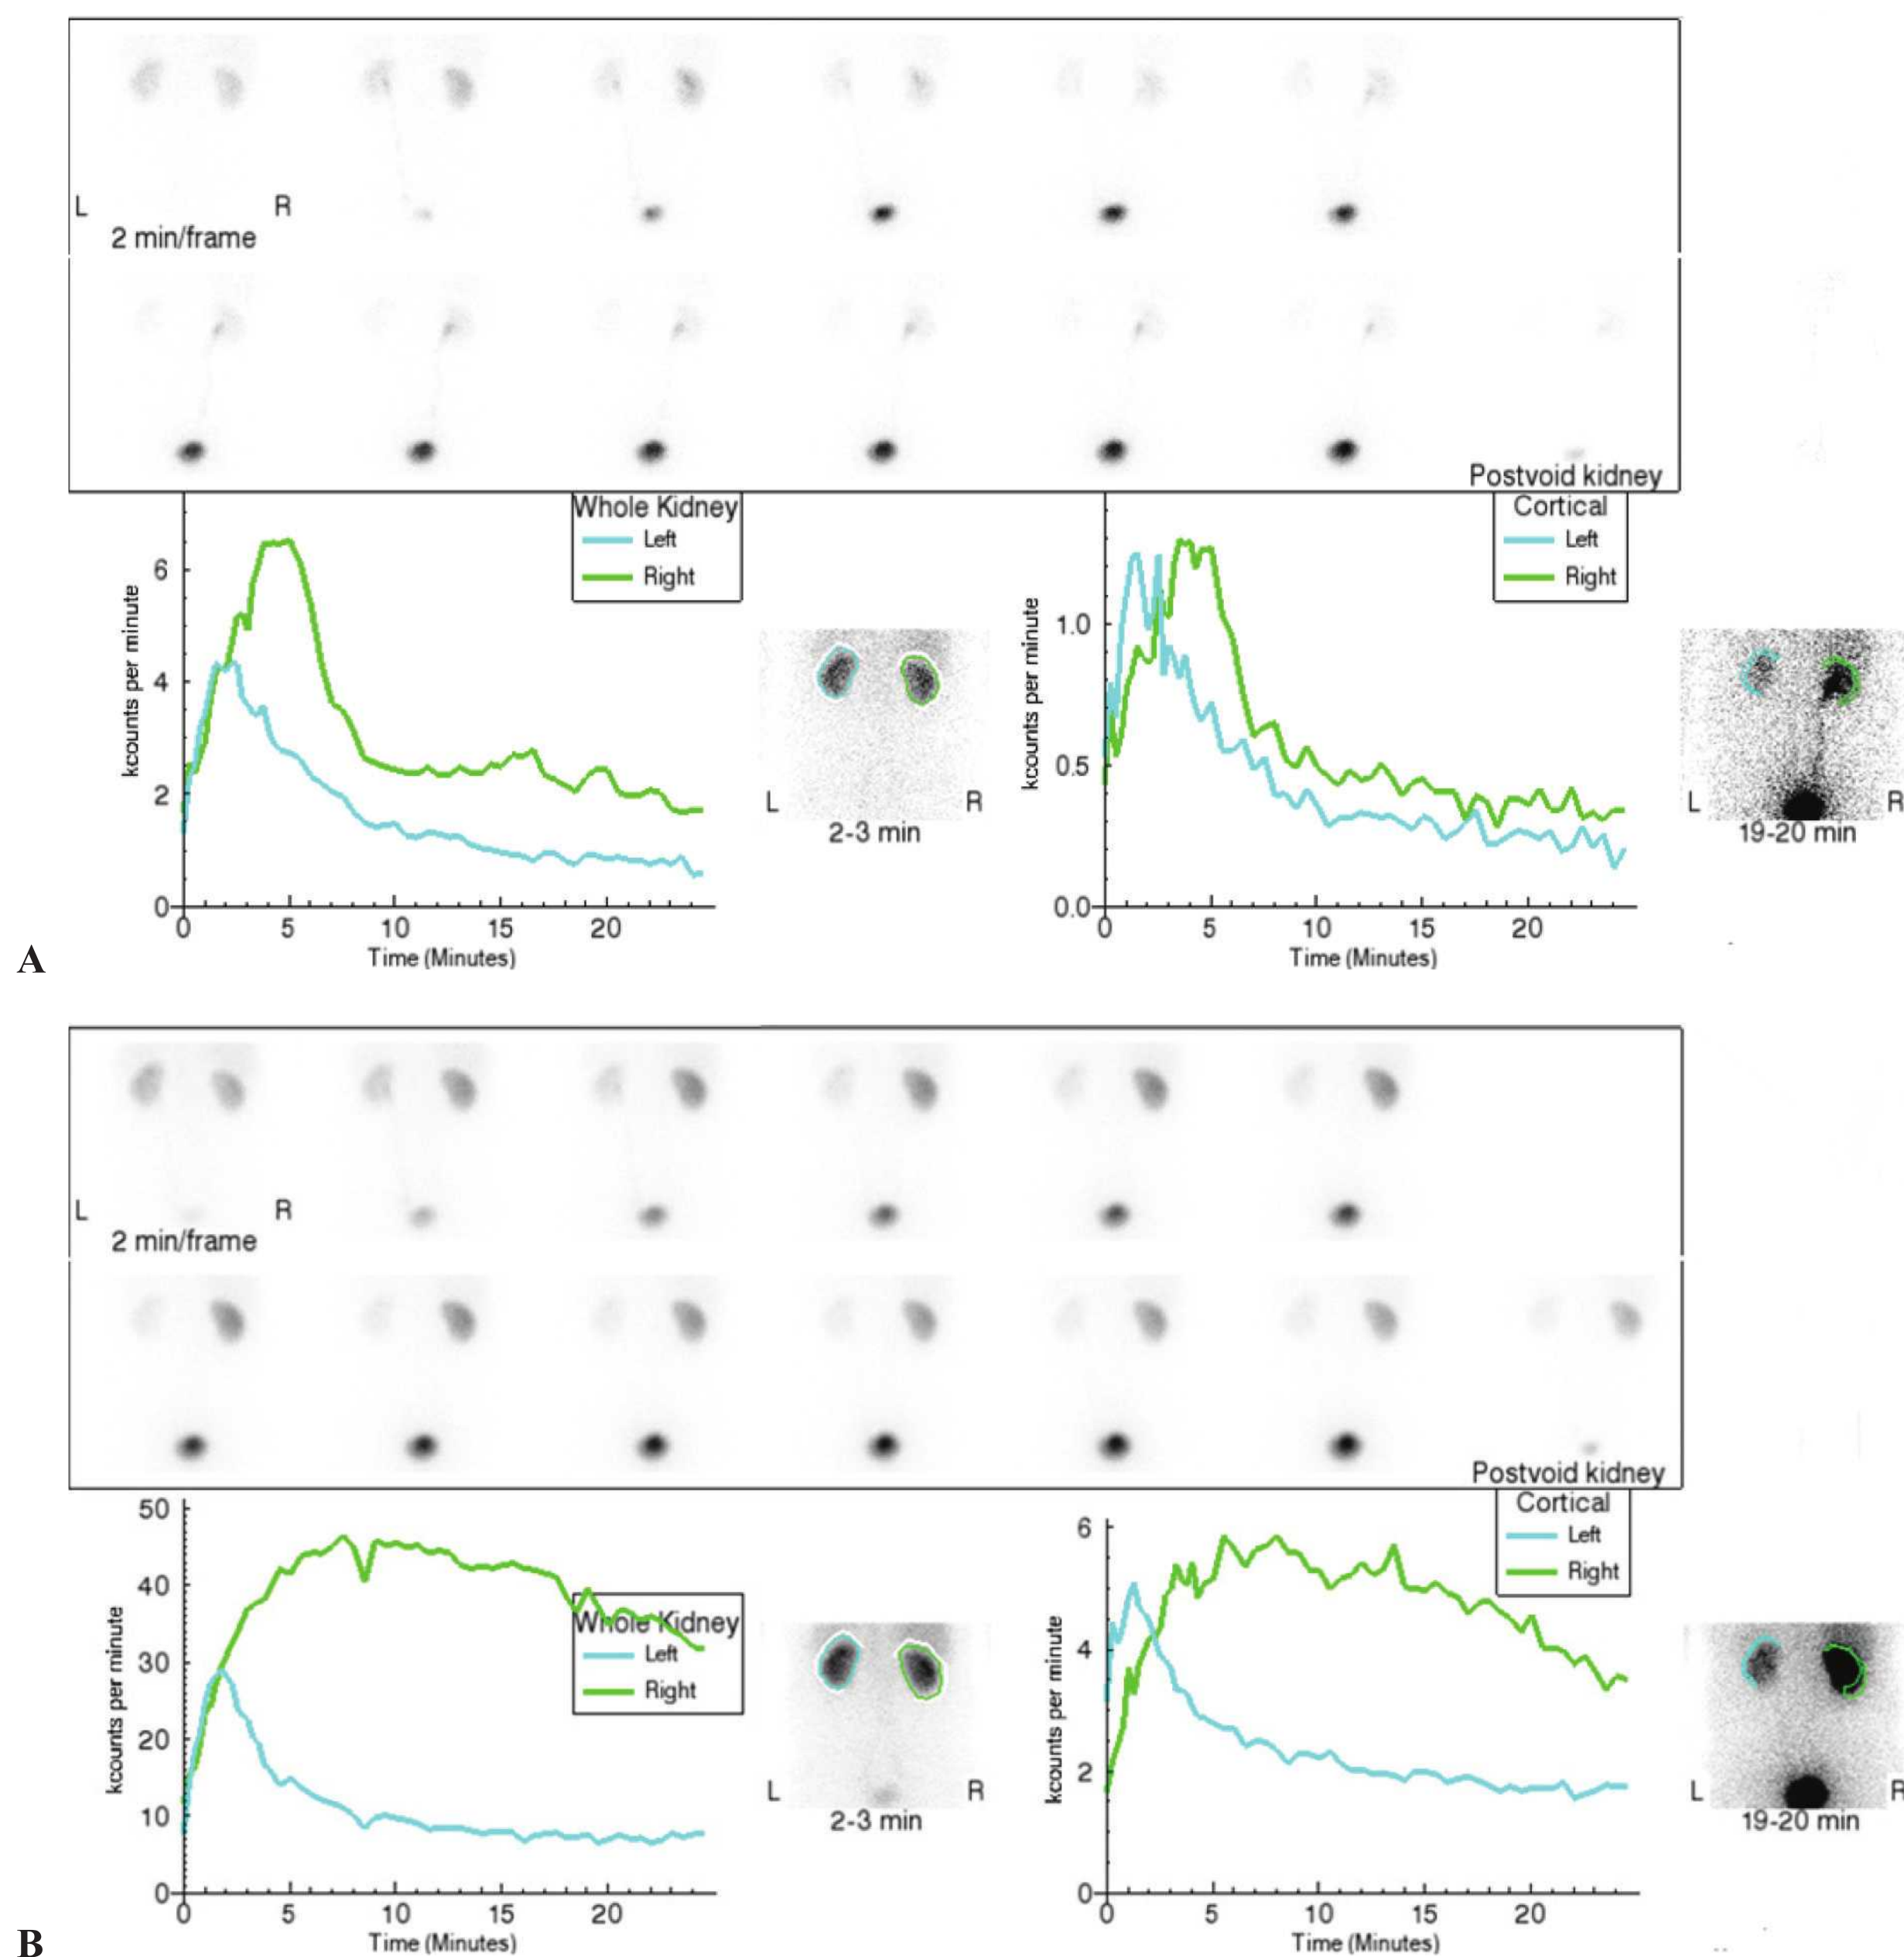 L R
2 min/frame
Postvoid kidney
Whole Kidney
Left
Right
kcounts per minute
6
4
2
0
0 5 10 15 20
Time (Minutes)
L R
2-3 min
Cortical
Left
Right
kcounts per minute
1.0
0.5
0.0
0 5 10 15 20
Time (Minutes)
L R
19-20 min
A
L R
2 min/frame
Postvoid kidney
50
40
30
20
10
0
kcounts per minute
Whole Kidney
Left
Right
0 5 10 15 20
Time (Minutes)
L R
2-3 min
Cortical
Left
Right
6
4
2
0
kcounts per minute
0 5 10 15 20
Time (Minutes)
L R
19-20 min
B